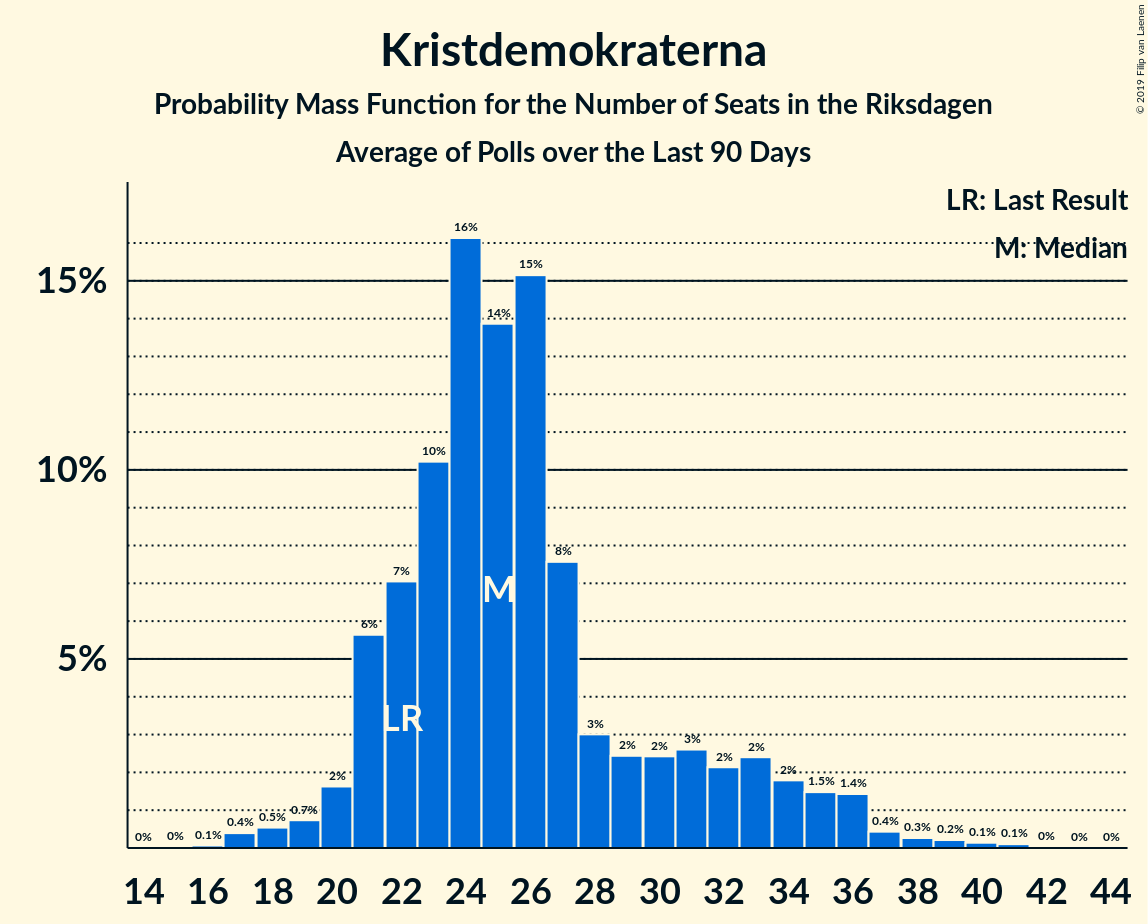 Kristdemokraterna
Probability Mass Function for the Number of Seats in the Riksdagen
Average of Polls over the Last 90 Days
© 2019 Filip van Laenen
LR: Last Result
M: Median
15%
10%
5%
0% 0% 0.1% 0.4% 0.5% 0.7% 2% 6% 7% 10% 16% 14% 15% 8% 3% 2% 2% 3% 2% 2% 2% 1.5% 1.4% 0.4% 0.3% 0.2% 0.1% 0.1% 0% 0% 0%
M
LR
14 16 18 20 22 24 26 28 30 32 34 36 38 40 42 44